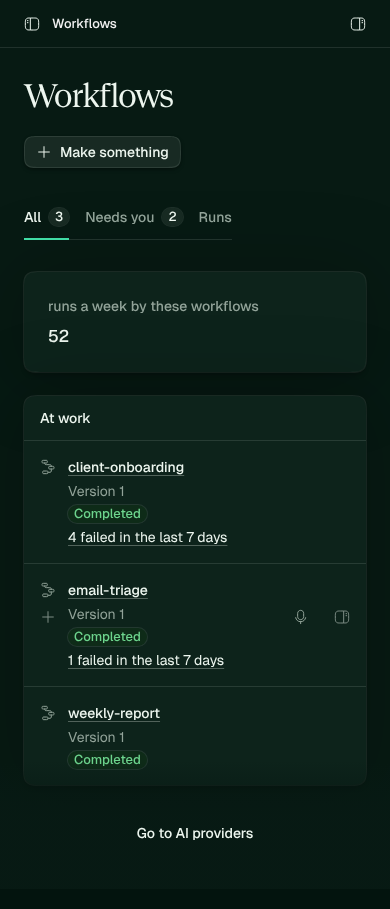 Workflows
Workflows
Make something
All 3 Needs you 2 Runs
runs a week by these workflows
52
At work
client-onboarding
Version 1
Completed
4 failed in the last 7 days
email-triage
Version 1
Completed
1 failed in the last 7 days
weekly-report
Version 1
Completed
Go to AI providers